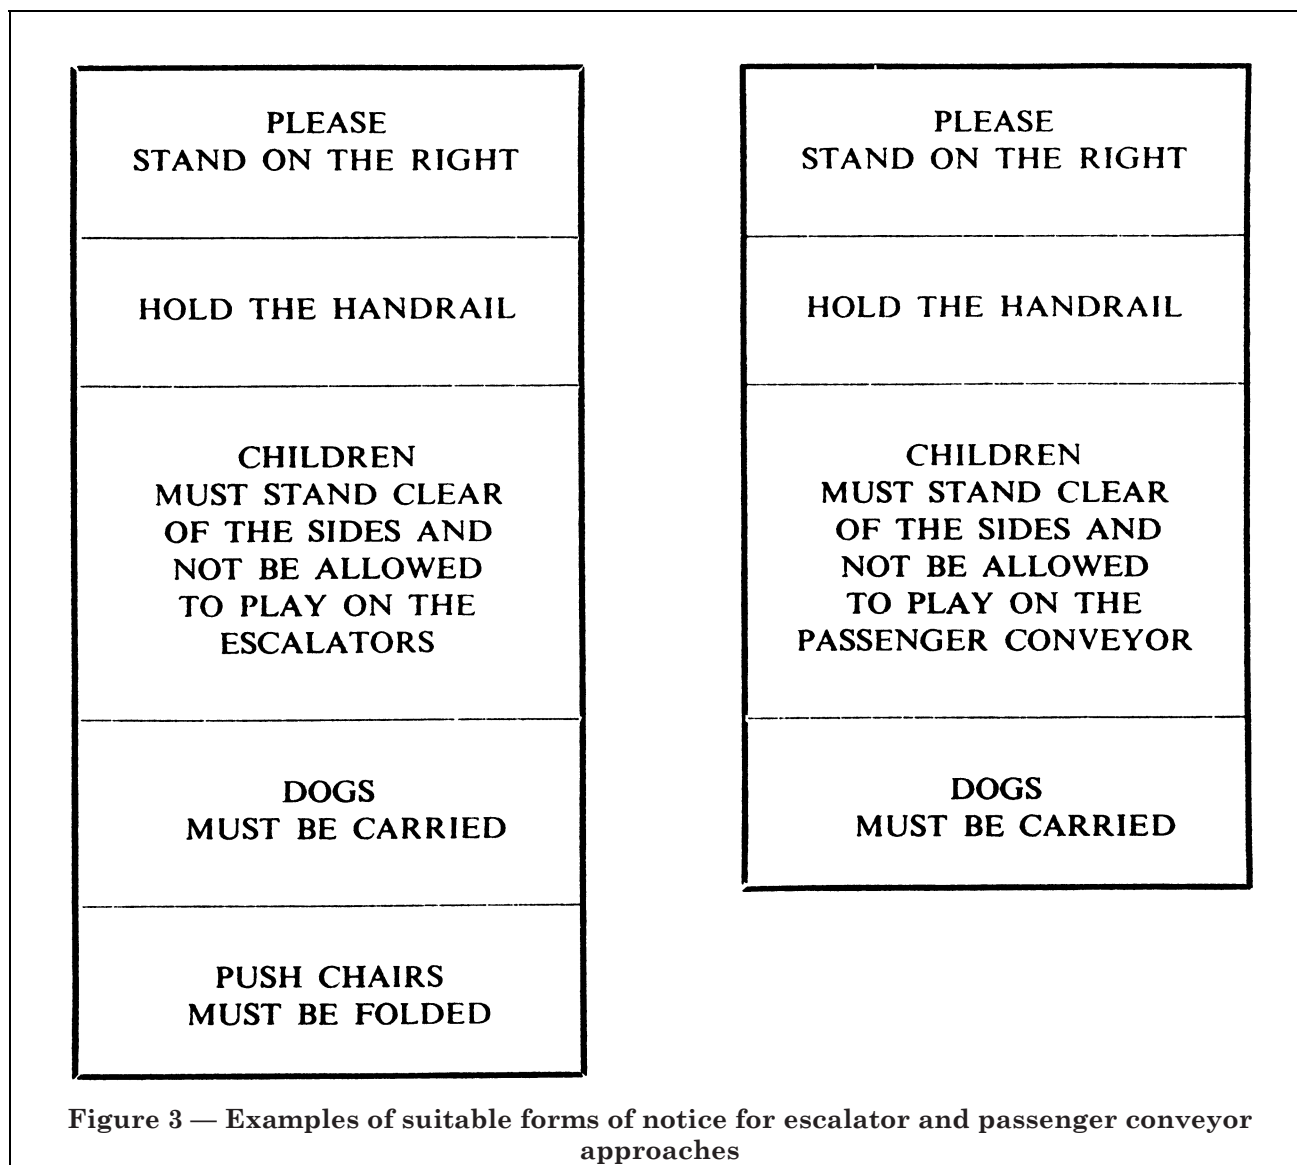 PLEASE
STAND ON THE RIGHT
HOLD THE HANDRAIL
CHILDREN
MUST STAND CLEAR
OF THE SIDES AND
NOT BE ALLOWED
TO PLAY ON THE
ESCALATORS
DOGS
MUST BE CARRIED
PUSH CHAIRS
MUST BE FOLDED
PLEASE
STAND ON THE RIGHT
HOLD THE HANDRAIL
CHILDREN
MUST STAND CLEAR
OF THE SIDES AND
NOT BE ALLOWED
TO PLAY ON THE
PASSENGER CONVEYOR
DOGS
MUST BE CARRIED
Figure 3 — Examples of suitable forms of notice for escalator and passenger conveyor
approaches